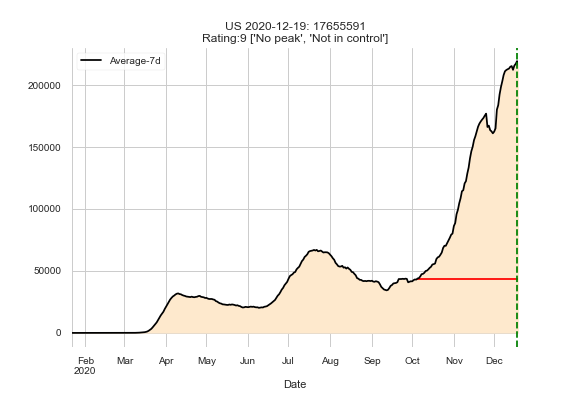 US 2020-12-19: 17655591
Rating:9 ['No peak', 'Not in control']
Average-7d
200000
150000
100000
50000
0
Feb Mar Apr May Jun Jul Aug Sep Oct Nov Dec
2020
Date